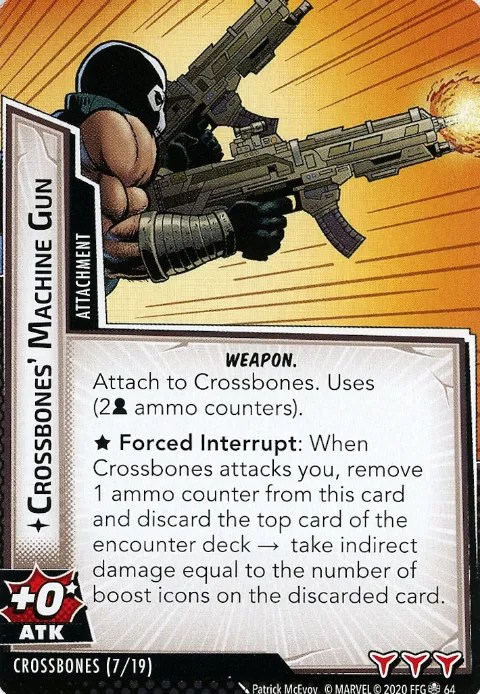 CROSSBONES' MACHINE GUN
ATTACHMENT
WEAPON.
Attach to Crossbones. Uses
(2 ammo counters).
★ Forced Interrupt: When
Crossbones attacks you, remove
1 ammo counter from this card
and discard the top card of the
encounter deck → take indirect
damage equal to the number of
boost icons on the discarded card.
+0★
ATK
CROSSBONES (7/19)
Patrick McEvoy © MARVEL © 2020 FFG 64